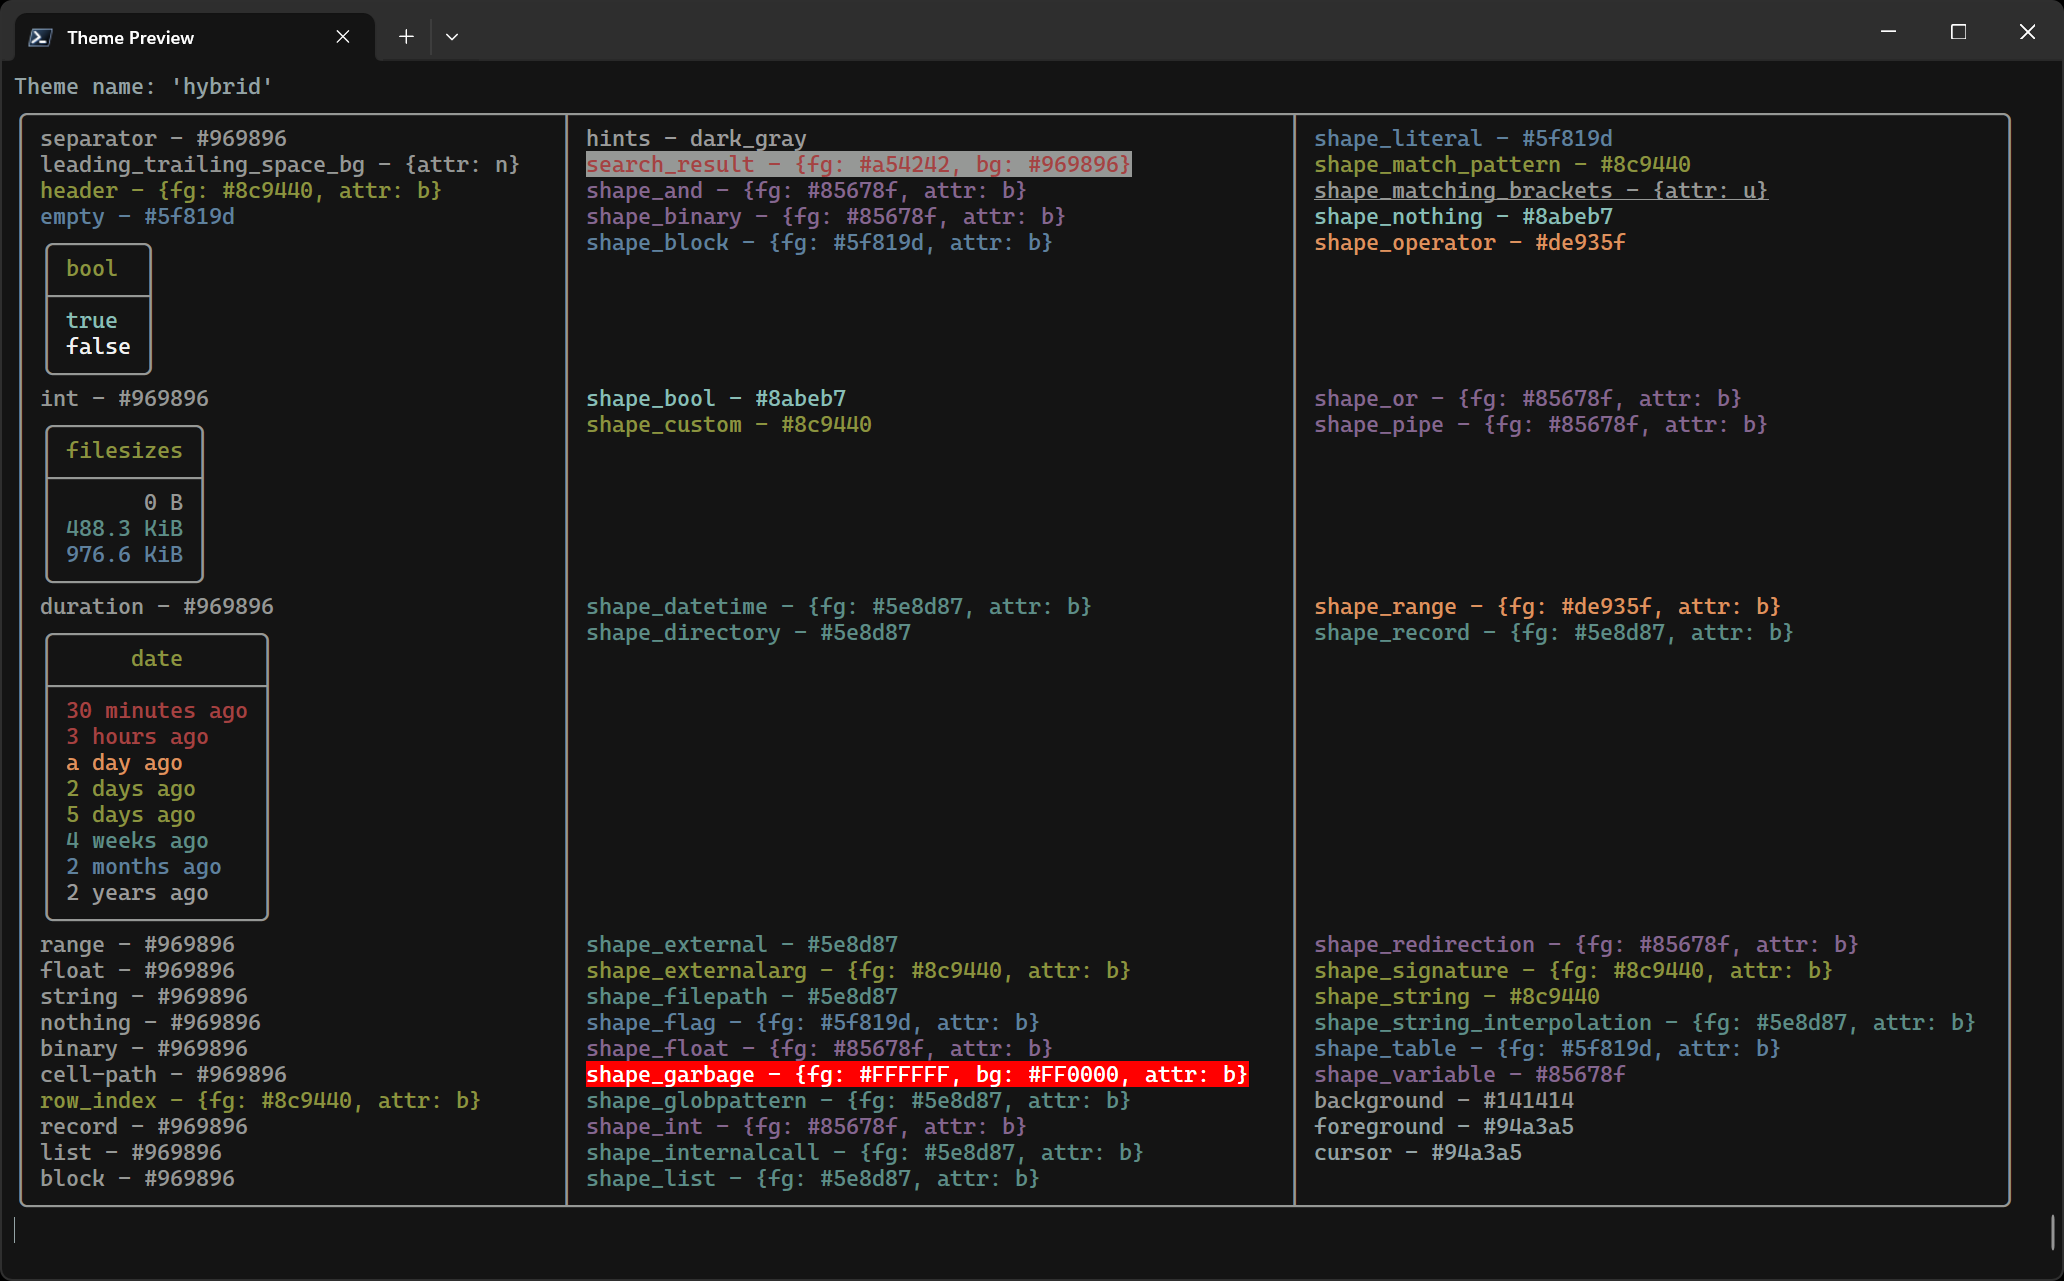 Theme Preview
Theme name: 'hybrid'
separator - #969896
leading_trailing_space_bg - {attr: n}
header - {fg: #8c9440, attr: b}
empty - #5f819d
bool
true
false
int - #969896
filesizes
0 B
488.3 KiB
976.6 KiB
duration - #969896
date
30 minutes ago
3 hours ago
a day ago
2 days ago
5 days ago
4 weeks ago
2 months ago
2 years ago
range - #969896
float - #969896
string - #969896
nothing - #969896
binary - #969896
cell-path - #969896
row_index - {fg: #8c9440, attr: b}
record - #969896
list - #969896
block - #969896
hints - dark_gray
search_result - {fg: #a54242, bg: #969896}
shape_and - {fg: #85678f, attr: b}
shape_binary - {fg: #85678f, attr: b}
shape_block - {fg: #5f819d, attr: b}
shape_bool - #8abeb7
shape_custom - #8c9440
shape_datetime - {fg: #5e8d87, attr: b}
shape_directory - #5e8d87
shape_external - #5e8d87
shape_externalarg - {fg: #8c9440, attr: b}
shape_filepath - #5e8d87
shape_flag - {fg: #5f819d, attr: b}
shape_float - {fg: #85678f, attr: b}
shape_garbage - {fg: #FFFFFF, bg: #FF0000, attr: b}
shape_globpattern - {fg: #5e8d87, attr: b}
shape_int - {fg: #85678f, attr: b}
shape_internalcall - {fg: #5e8d87, attr: b}
shape_list - {fg: #5e8d87, attr: b}
shape_literal - #5f819d
shape_match_pattern - #8c9440
shape_matching_brackets - {attr: u}
shape_nothing - #8abeb7
shape_operator - #de935f
shape_or - {fg: #85678f, attr: b}
shape_pipe - {fg: #85678f, attr: b}
shape_range - {fg: #de935f, attr: b}
shape_record - {fg: #5e8d87, attr: b}
shape_redirection - {fg: #85678f, attr: b}
shape_signature - {fg: #8c9440, attr: b}
shape_string - #8c9440
shape_string_interpolation - {fg: #5e8d87, attr: b}
shape_table - {fg: #5f819d, attr: b}
shape_variable - #85678f
background - #141414
foreground - #94a3a5
cursor - #94a3a5